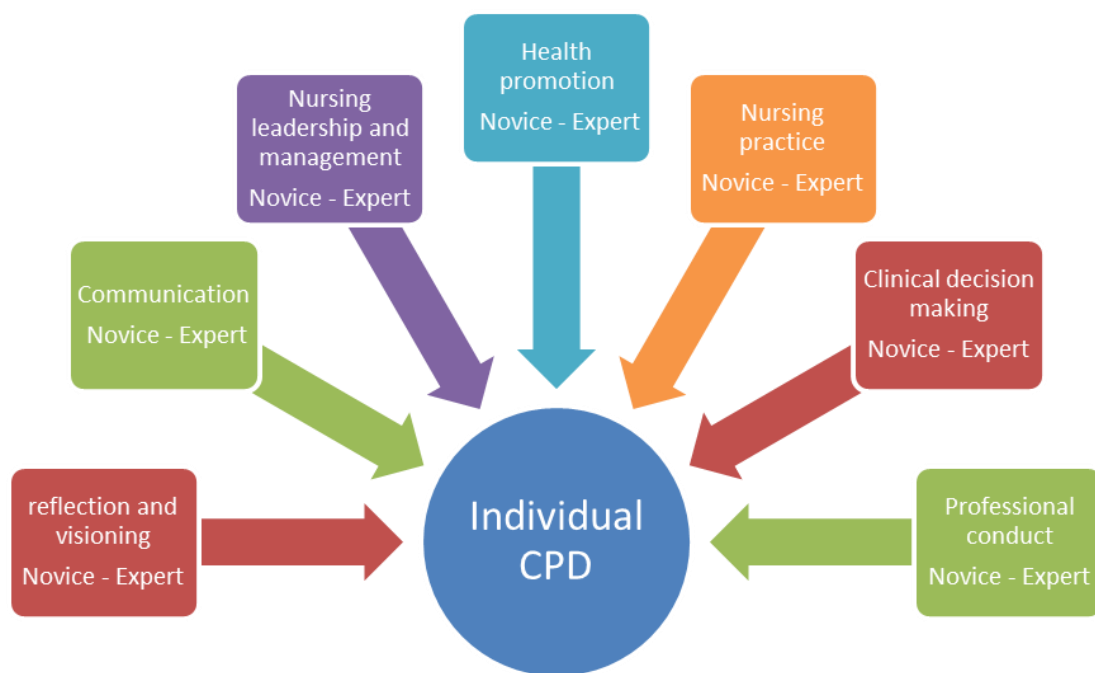 Health
promotion
Novice - Expert
Nursing
leadership and
management
Novice - Expert
Nursing
practice
Novice - Expert
Communication
Novice - Expert
Clinical decision
making
Novice - Expert
reflection and
visioning
Novice - Expert
Individual
CPD
Professional
conduct
Novice - Expert